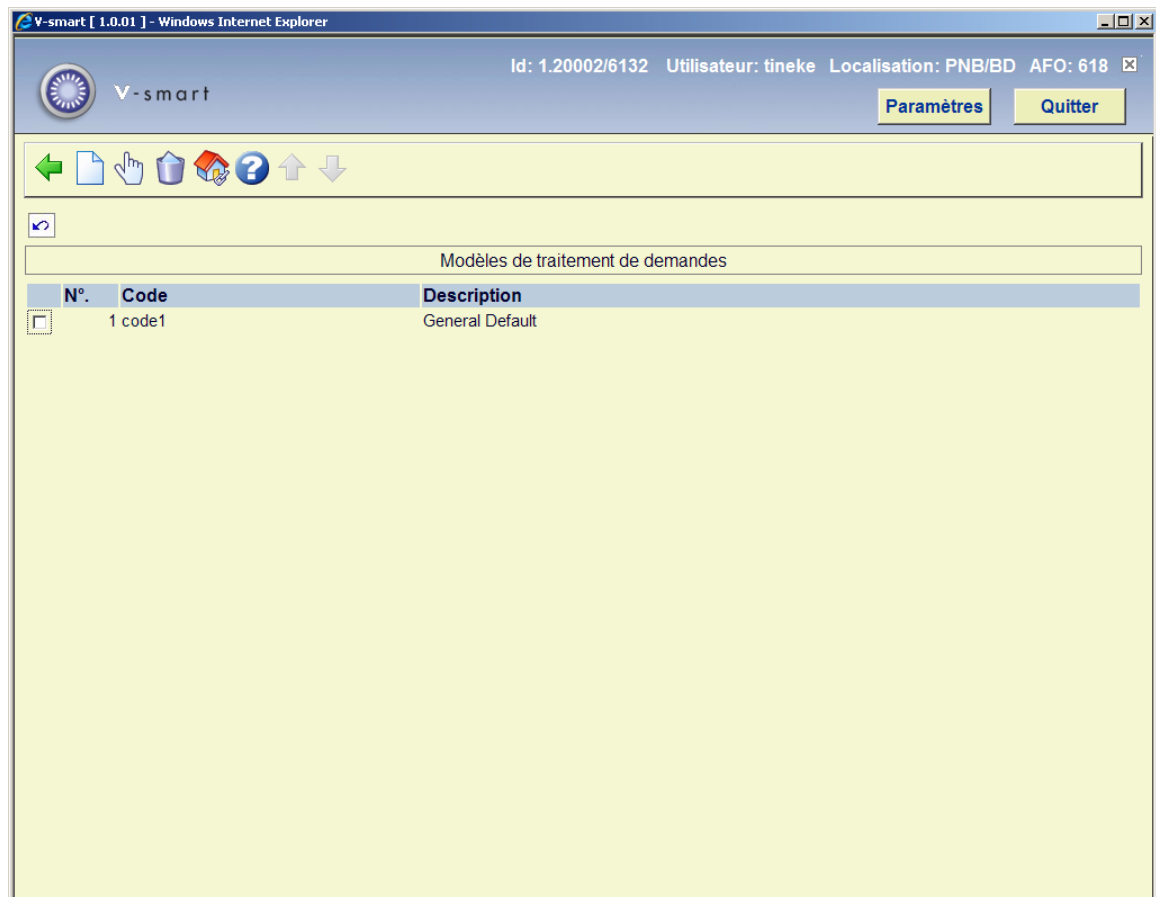 V-smart [ 1.0.01 ] - Windows Internet Explorer
Id: 1.20002/6132 Utilisateur: tineke Localisation: PNB/BD AFO: 618
V-smart
Paramètres Quitter
Modèles de traitement de demandes
N°. Code Description
1 code1 General Default